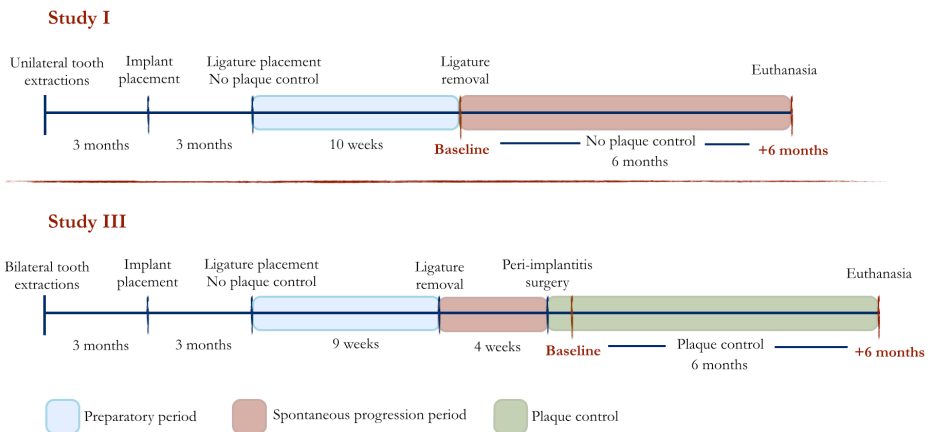 Study I
Unilateral tooth
extractions
Implant
placement
Ligature placement
No plaque control
Ligature
removal
Euthanasia
3 months
3 months
10 weeks
Baseline
No plaque control
6 months
+6 months
Study III
Bilateral tooth
extractions
Implant
placement
Ligature placement
No plaque control
Ligature
removal
Peri-implantitis
surgery
Euthanasia
3 months
3 months
9 weeks
4 weeks
Baseline
Plaque control
6 months
+6 months
Preparatory period
Spontaneous progression period
Plaque control